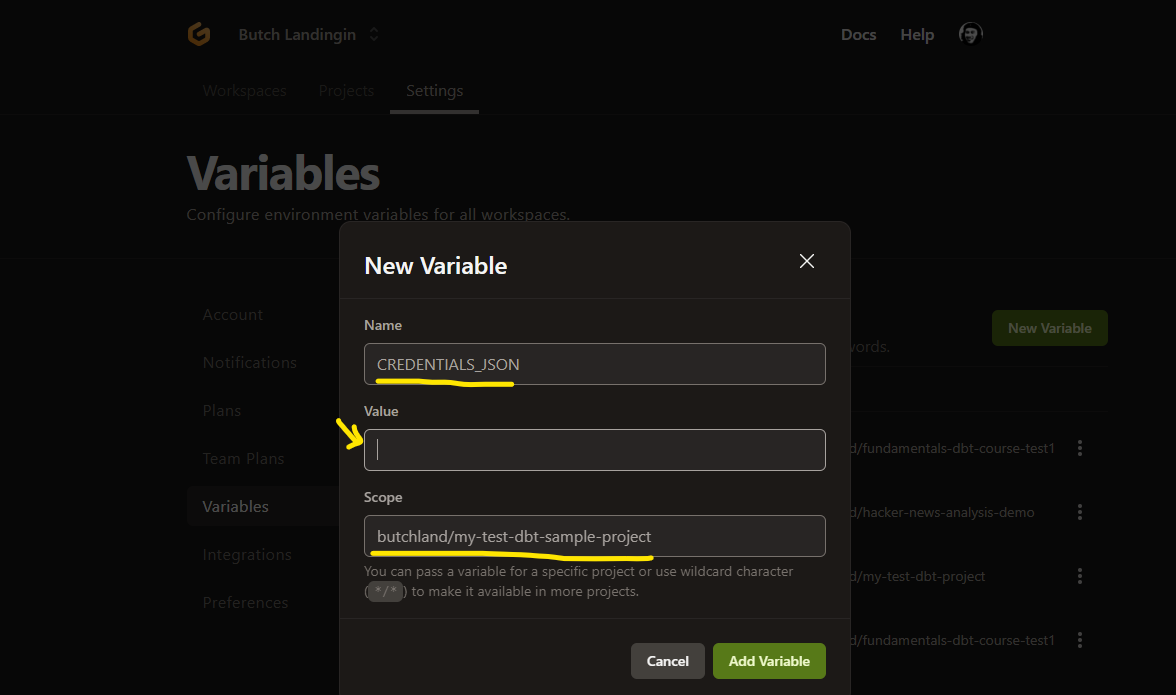 Butch Landingin
Docs
Help
Workspaces
Projects
Settings
Variables
Configure environment variables for all workspaces.
New Variable
Name
CREDENTIALS_JSON
Value
Scope
butchland/my-test-dbt-sample-project
You can pass a variable for a specific project or use wildcard character
(*/*) to make it available in more projects.
Cancel
Add Variable
Account
Notifications
Plans
Team Plans
Variables
Integrations
Preferences
New Variable
d/fundamentals-dbt-course-test1
d/hacker-news-analysis-demo
d/my-test-dbt-project
d/fundamentals-dbt-course-test1